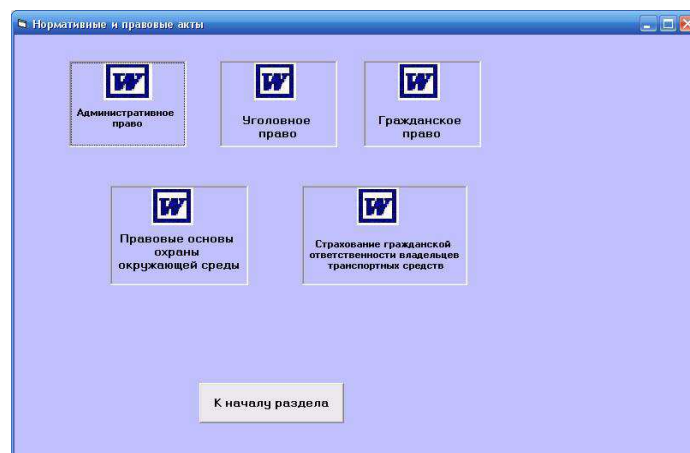 Нормативные и правовые акты
W
W
W
Административное
право
Уголовное
право
Гражданское
право
W
W
Правовые основы
охраны
окружающей среды
Страхование гражданской
ответственности владельцев
транспортных средств
К началу раздела